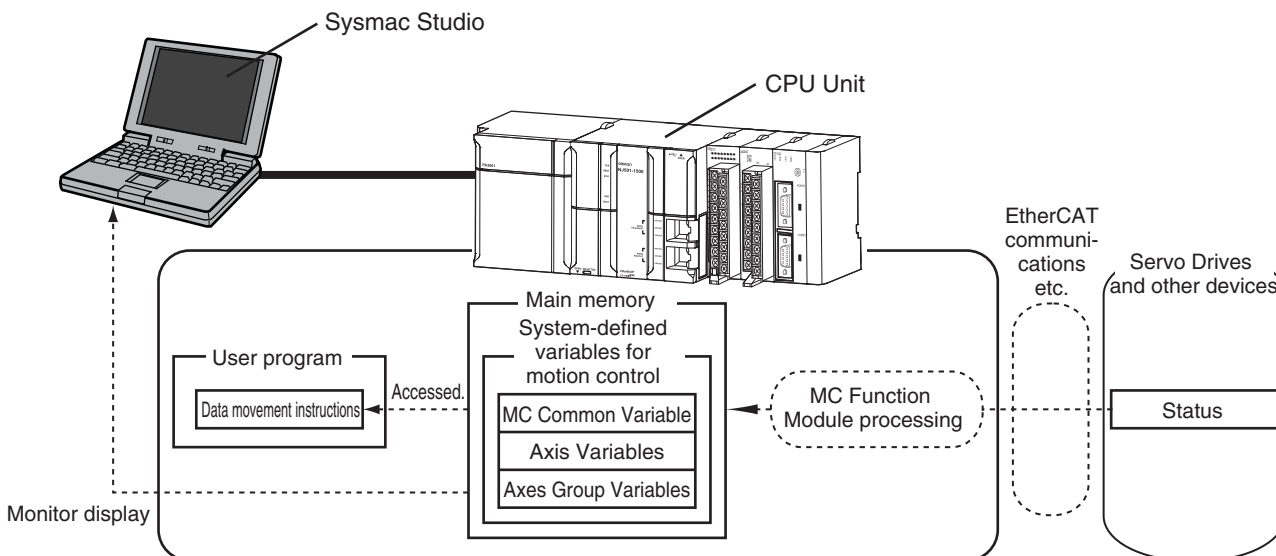 Sysmac Studio
CPU Unit
EtherCAT
communi-
cations
etc.
Servo Drives
and other devices
Main memory
System-defined
variables for
motion control
User program
Accessed.
Data movement instructions
MC Common Variable
Axis Variables
Axes Group Variables
MC Function
Module processing
Status
Monitor display